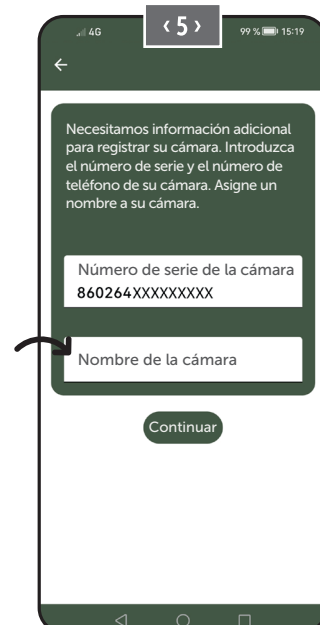 4G
‹ 5 ›
99 % 15:19
Necesitamos información adicional
para registrar su cámara. Introduzca
el número de serie y el número de
teléfono de su cámara. Asigne un
nombre a su cámara.
Número de serie de la cámara
860264XXXXXXXXX
Nombre de la cámara
Continuar